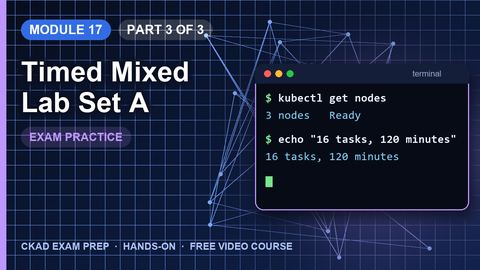 MODULE 17
PART 3 OF 3
Timed Mixed
Lab Set A
EXAM PRACTICE
terminal
$ kubectl get nodes
3 nodes Ready
$ echo "16 tasks, 120 minutes"
16 tasks, 120 minutes
CKAD EXAM PREP · HANDS-ON · FREE VIDEO COURSE